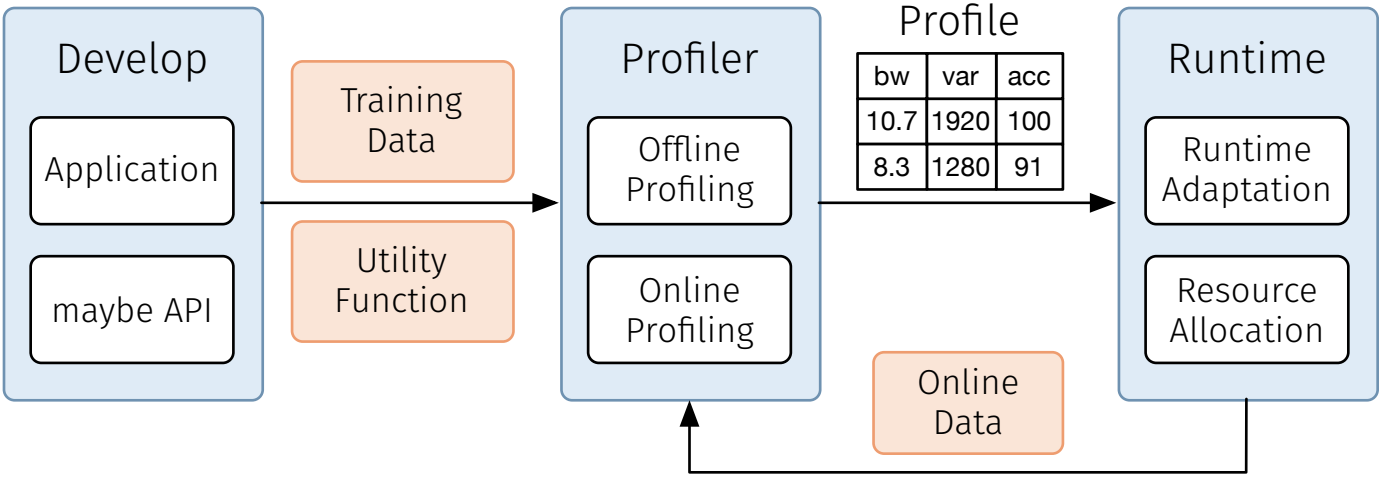 Develop
Application
maybe API
Training
Data
Utility
Function
Profiler
Offline
Profiling
Online
Profiling
Profile
bw var acc
10.7 1920 100
8.3 1280 91
Online
Data
Runtime
Runtime
Adaptation
Resource
Allocation